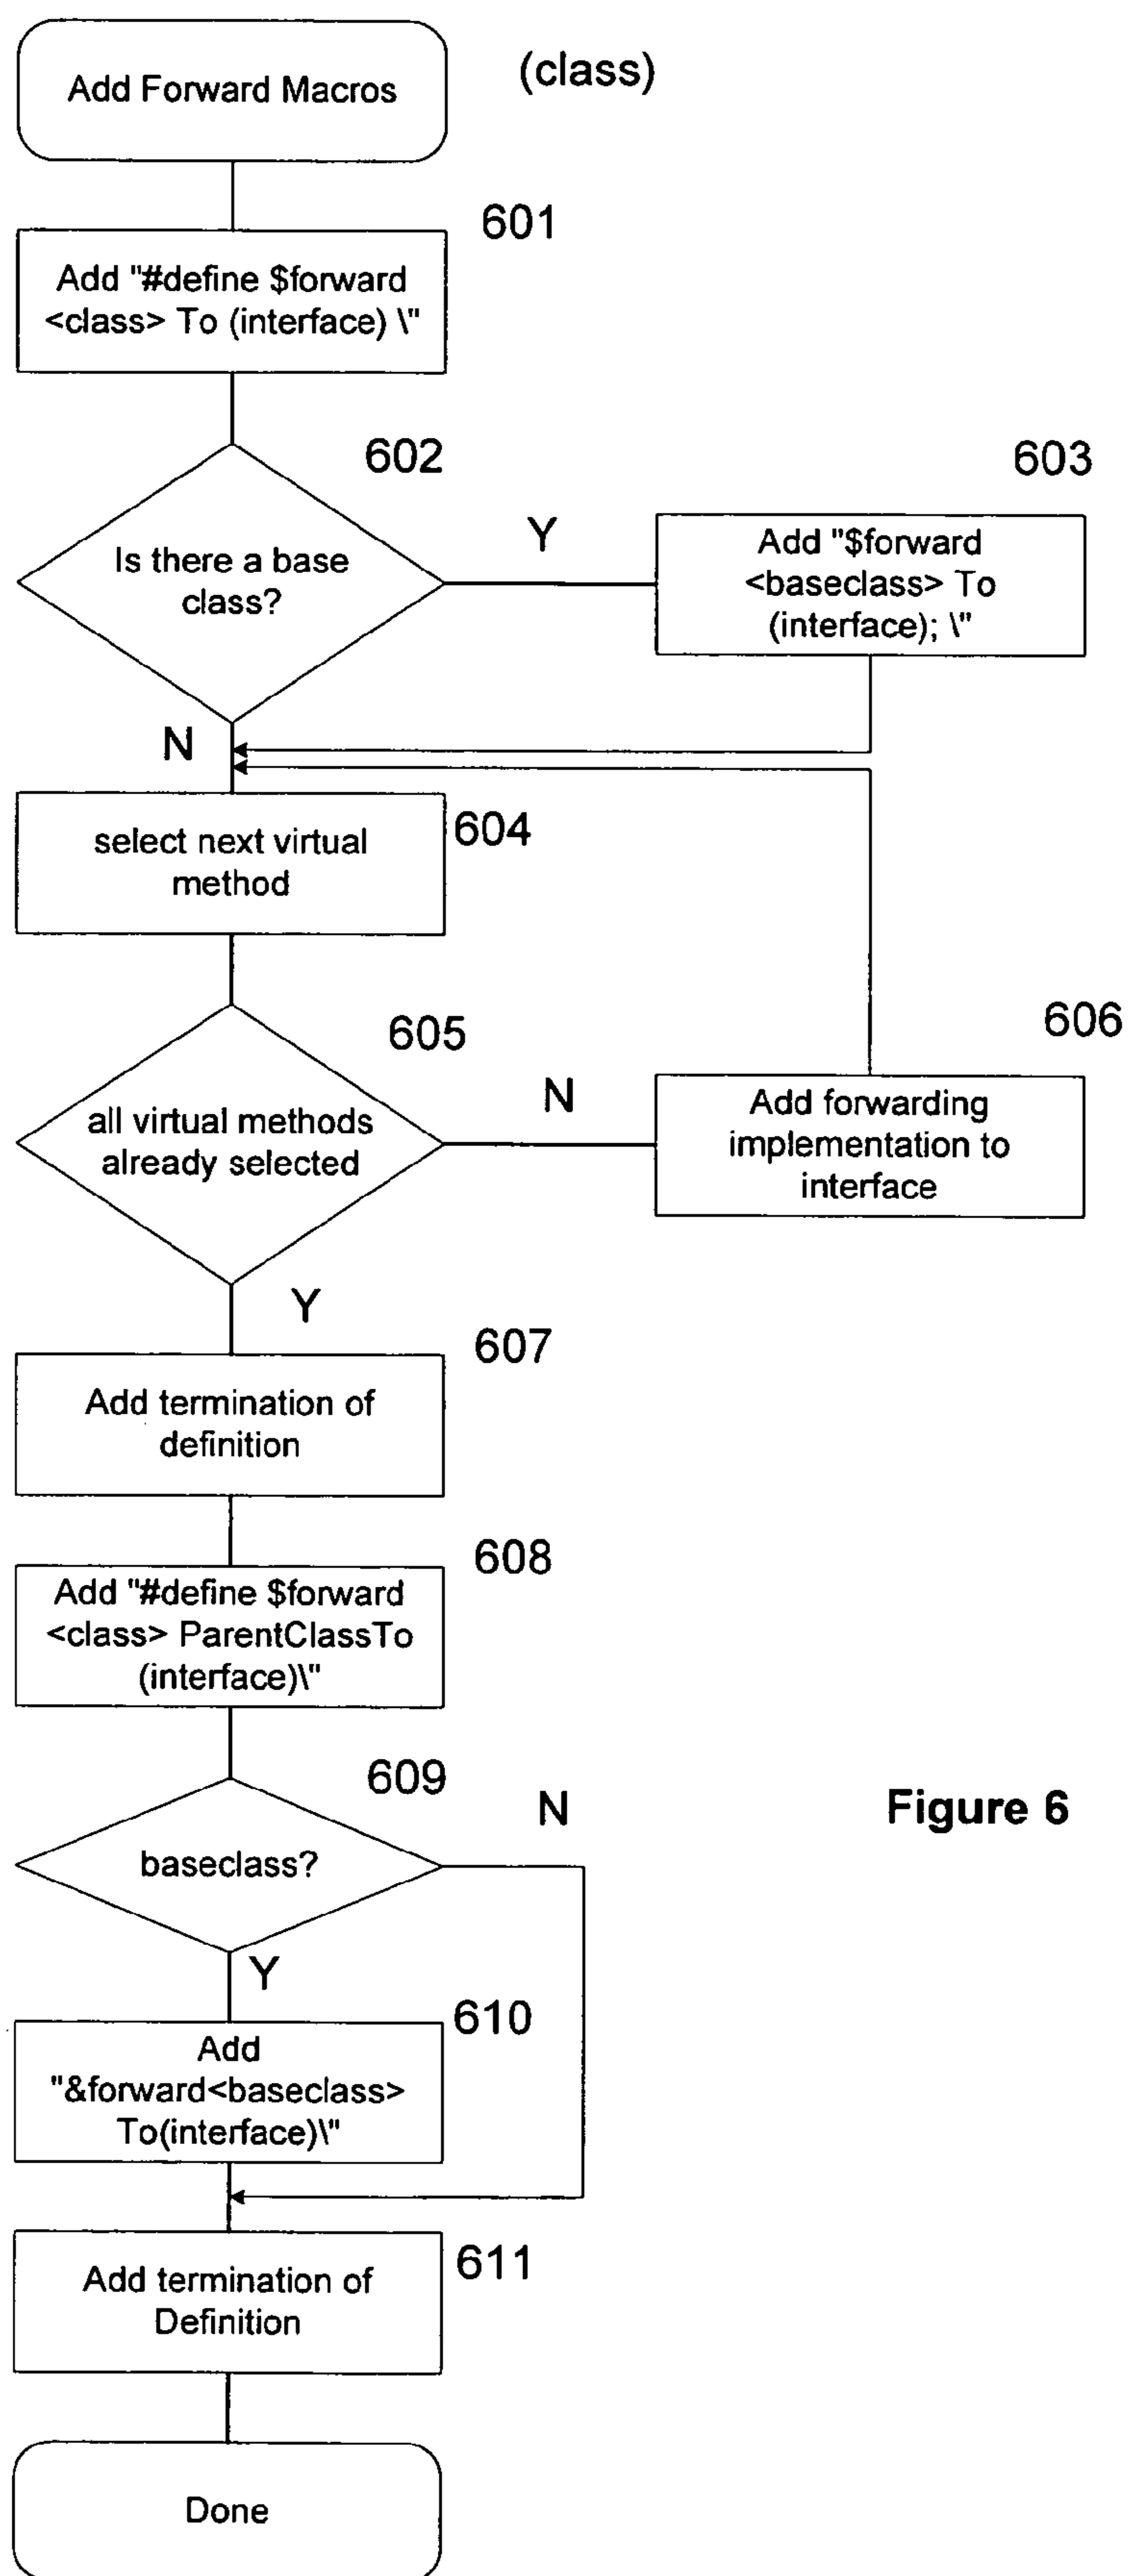 Add Forward Macros
(class)
601
Add "#define $forward
<class> To (interface) \"
602
Is there a base
class?
Y
603
Add "$forward
<baseclass> To
(interface); \"
N
select next virtual
method
604
605
all virtual methods
already selected
N
606
Add forwarding
implementation to
interface
Y
607
Add termination of
definition
608
Add "#define $forward
<class> ParentClassTo
(interface)\"
609
baseclass?
N
Figure 6
Y
610
Add
"&forward<baseclass>
To(interface)\"
611
Add termination of
Definition
Done